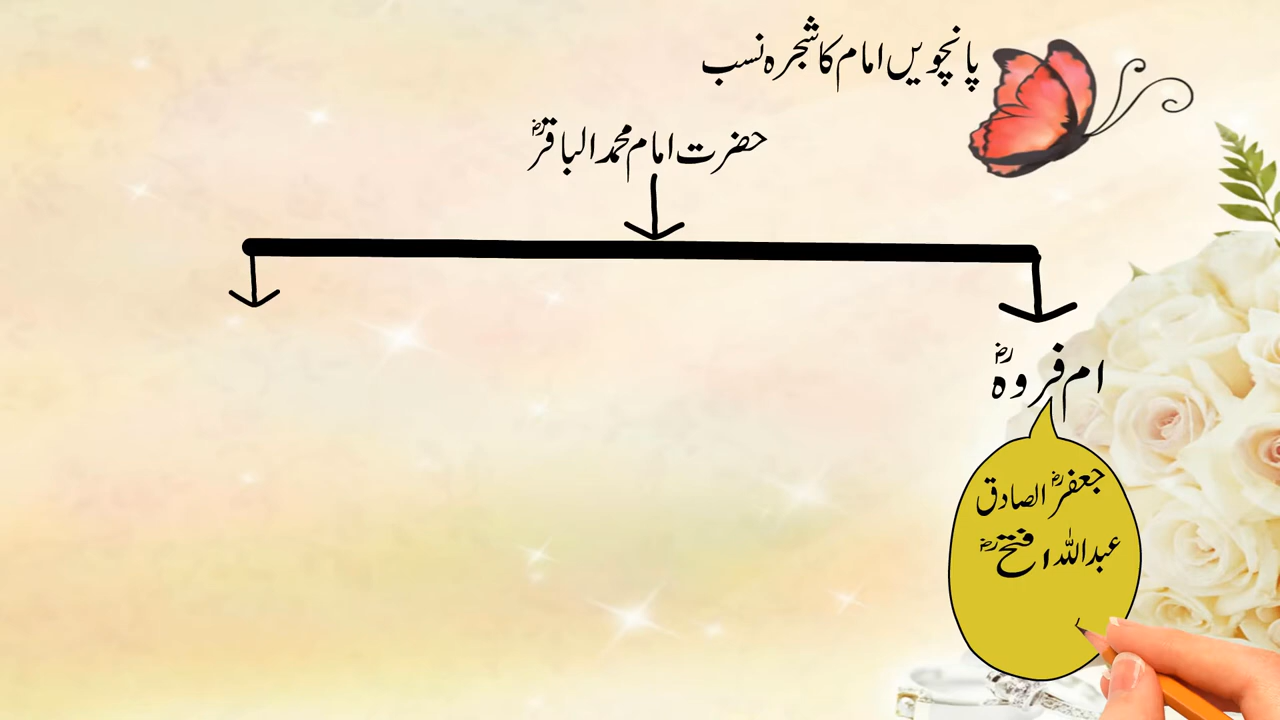 پانچویں امام کا شجرہ نسب
حضرت امام محمد الباقرؓ
ام فروہؓ
جعفرؓ الصادق
عبداللہ افتحؓ